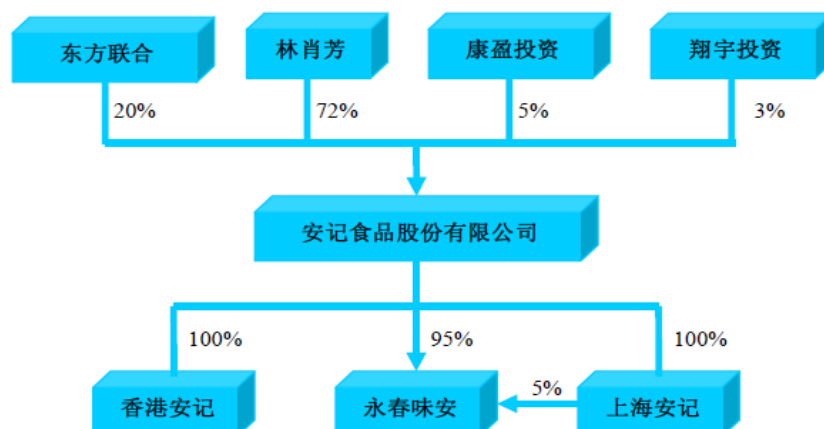 东方联合
林肖芳
康盈投资
翔宇投资
20%
72%
5%
3%
安记食品股份有限公司
100%
95%
100%
5%
香港安记
永春味安
上海安记